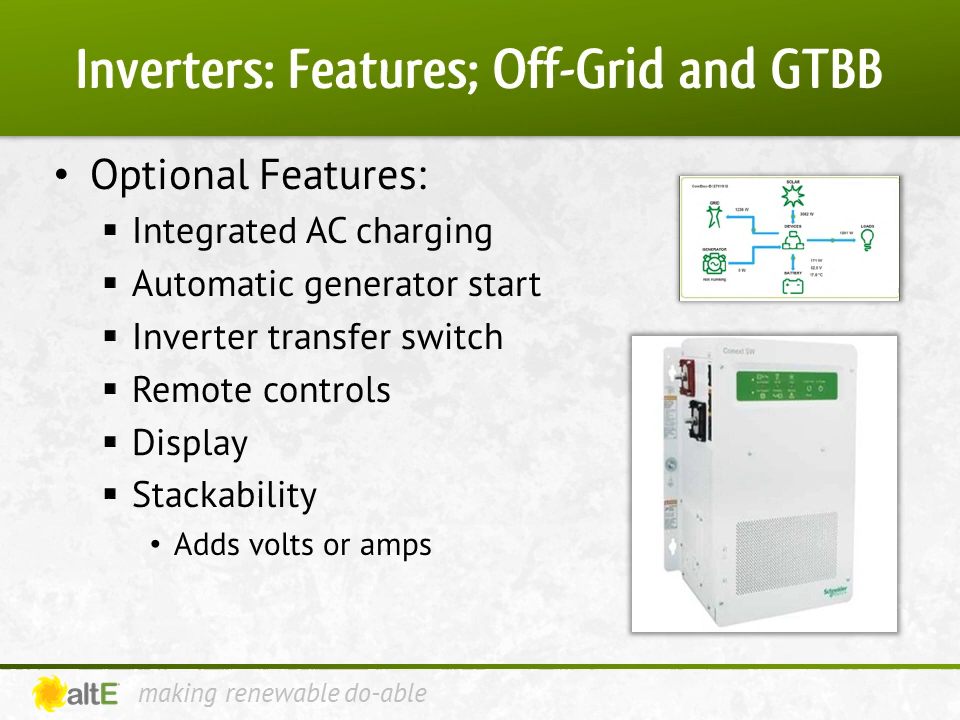 Inverters: Features; Off-Grid and GTBB
• Optional Features:
▪ Integrated AC charging
▪ Automatic generator start
▪ Inverter transfer switch
▪ Remote controls
▪ Display
▪ Stackability
• Adds volts or amps
SOLAR
GRID
DEVICES
LOADS
GENERATOR
BATTERY
Conext SW
Schneider
altE making renewable do-able